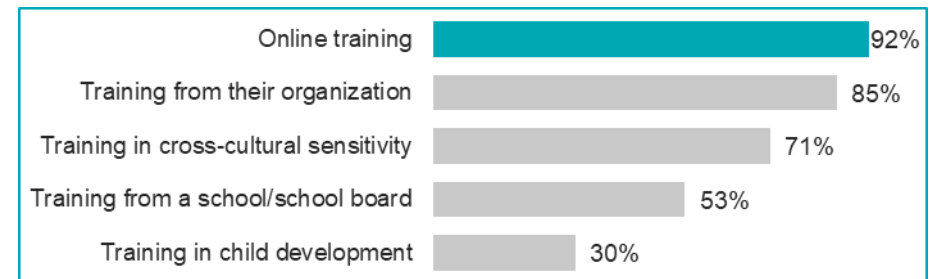 Online training 92%
Training from their organization 85%
Training in cross-cultural sensitivity 71%
Training from a school/school board 53%
Training in child development 30%